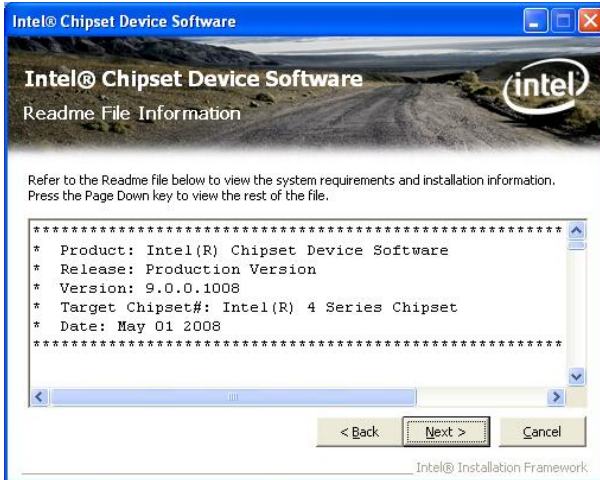 Intel® Chipset Device Software
Intel® Chipset Device Software
intel
Readme File Information
Refer to the Readme file below to view the system requirements and installation information.
Press the Page Down key to view the rest of the file.
**************************************************************
* Product: Intel(R) Chipset Device Software
* Release: Production Version
* Version: 9.0.0.1008
* Target Chipset#: Intel(R) 4 Series Chipset
* Date: May 01 2008
**************************************************************
< Back Next > Cancel
Intel® Installation Framework